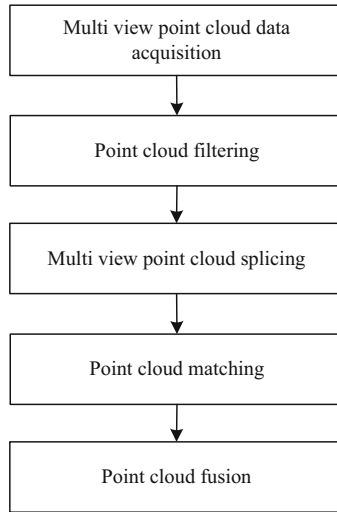 Multi view point cloud data
acquisition
Point cloud filtering
Multi view point cloud splicing
Point cloud matching
Point cloud fusion